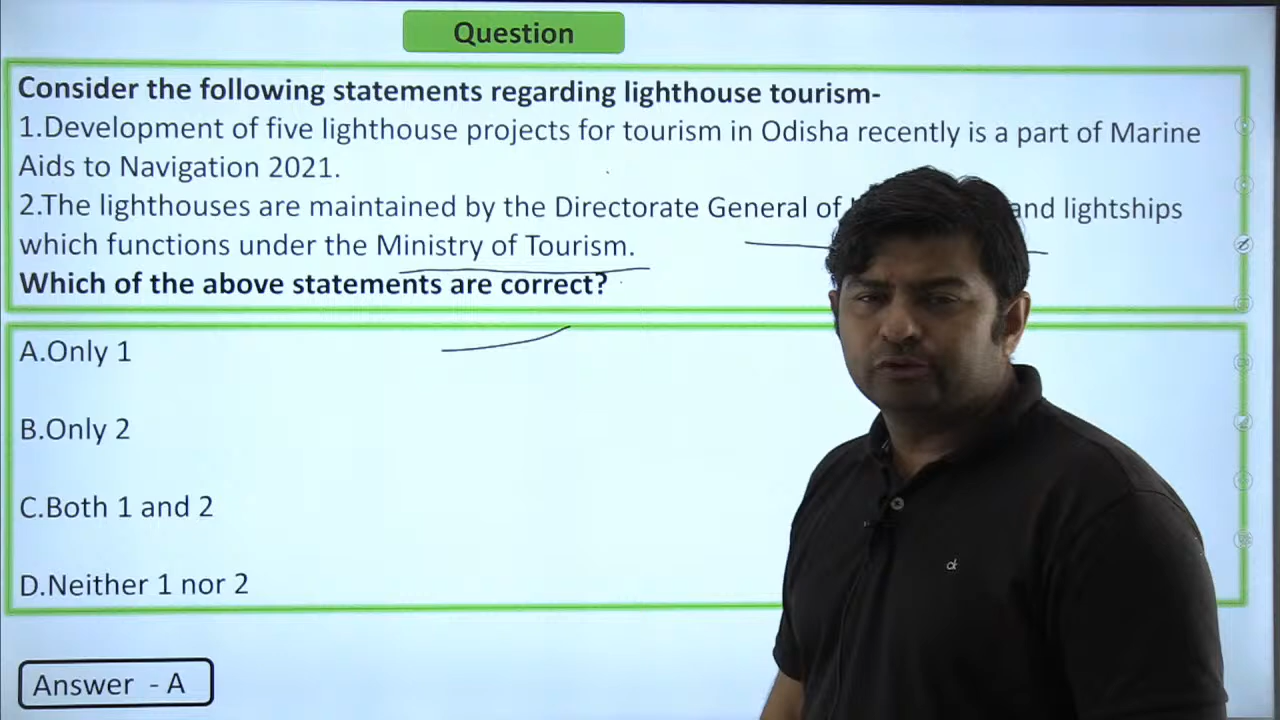 Question
Consider the following statements regarding lighthouse tourism-
1.Development of five lighthouse projects for tourism in Odisha recently is a part of Marine
Aids to Navigation 2021.
2.The lighthouses are maintained by the Directorate General of and lightships
which functions under the Ministry of Tourism.
Which of the above statements are correct?
A.Only 1
B.Only 2
C.Both 1 and 2
D.Neither 1 nor 2
Answer - A